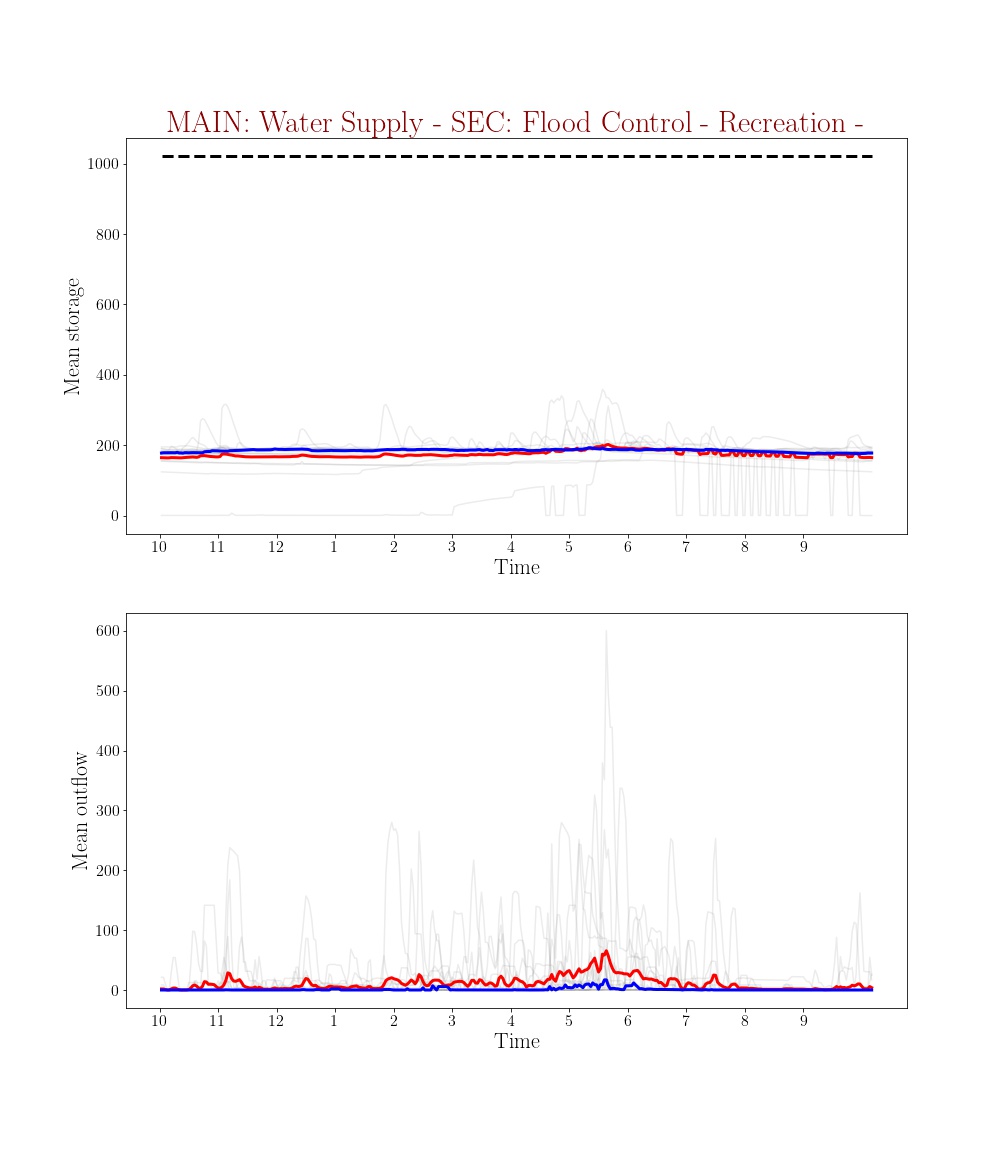 MAIN: Water Supply - SEC: Flood Control - Recreation -
1000
800
600
400
200
0
Mean storage
10 11 12 1 2 3 4 5 6 7 8 9
Time
600
500
400
300
200
100
0
Mean outflow
10 11 12 1 2 3 4 5 6 7 8 9
Time